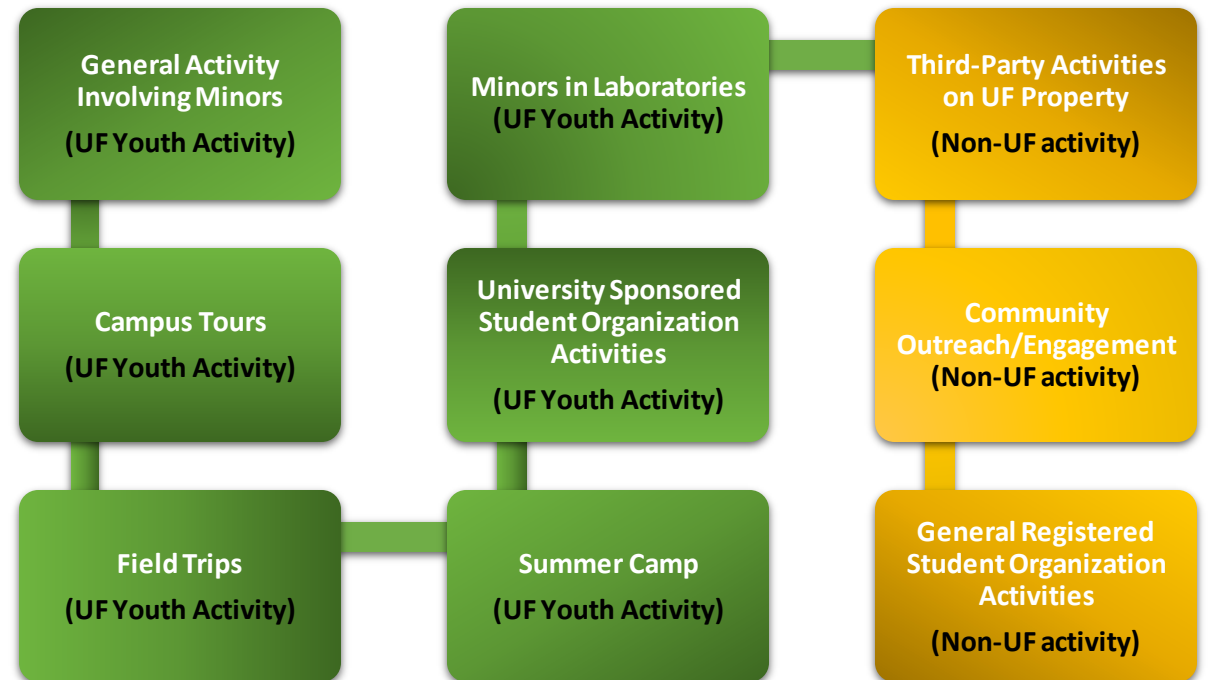 General Activity
Involving Minors
(UF Youth Activity)
Campus Tours
(UF Youth Activity)
Field Trips
(UF Youth Activity)
Summer Camp
(UF Youth Activity)
University Sponsored
Student Organization
Activities
(UF Youth Activity)
Minors in Laboratories
(UF Youth Activity)
Third-Party Activities
on UF Property
(Non-UF activity)
Community
Outreach/Engagement
(Non-UF activity)
General Registered
Student Organization
Activities
(Non-UF activity)